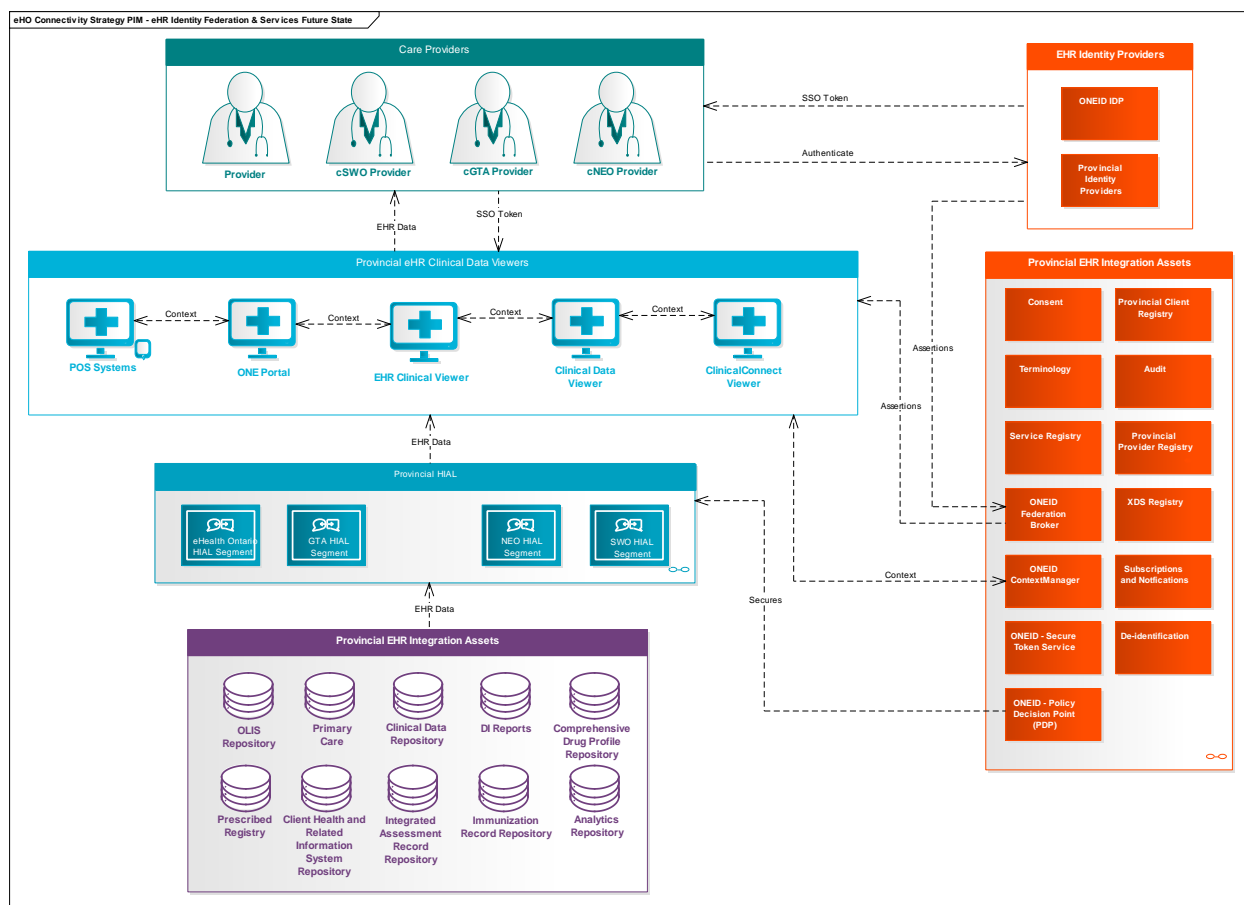 eHO Connectivity Strategy PIM - eHR Identity Federation & Services Future State
Care Providers
Provider
cSWO Provider
cGTA Provider
cNEO Provider
EHR Identity Providers
ONEID IDP
Provincial
Identity
Providers
SSO Token
Authenticate
EHR Data
SSO Token
Provincial eHR Clinical Data Viewers
POS Systems
Context
ONE Portal
Context
EHR Clinical Viewer
Context
Clinical Data
Viewer
Context
ClinicalConnect
Viewer
Assertions
Assertions
Provincial EHR Integration Assets
Consent
Provincial Client
Registry
Terminology
Audit
Service Registry
Provincial
Provider Registry
ONEID
Federation
Broker
XDS Registry
ONEID
ContextManager
Subscriptions
and Notfications
ONEID - Secure
Token Service
De-identification
ONEID - Policy
Decision Point
(PDP)
EHR Data
Provincial HIAL
eHealth Ontario
HIAL Segment
GTA HIAL
Segment
NEO HIAL
Segment
SWO HIAL
Segment
Context
Secures
EHR Data
Provincial EHR Integration Assets
OLIS
Repository
Primary
Care
Clinical Data
Repository
DI Reports
Comprehensive
Drug Profile
Repository
Prescribed
Registry
Client Health and
Related
Information
System
Repository
Integrated
Assessment
Record
Repository
Immunization
Record Repository
Analytics
Repository